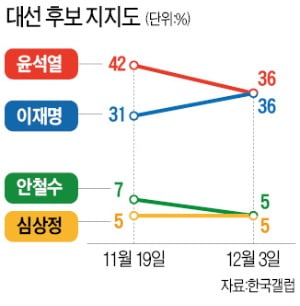 대선 후보 지지도 (단위:%)
윤석열 42 36
이재명 31 36
안철수 7 5
심상정 5 5
11월 19일 12월 3일
자료:한국갤럽